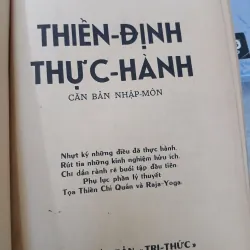 THIỀN-ĐỊNH
THỰC-HÀNH
CĂN BẢN NHẬP-MÔN
Nhựt ký những điều đã thực hành.
Rút tỉa những kinh nghiệm hữu ích.
Chỉ dẫn rành rẽ buổi tập đầu tiên
Phụ lục phần lý thuyết
Tọa Thiền Chỉ Quán và Raja-Yoga.
BẢN «TRI-THỨC»